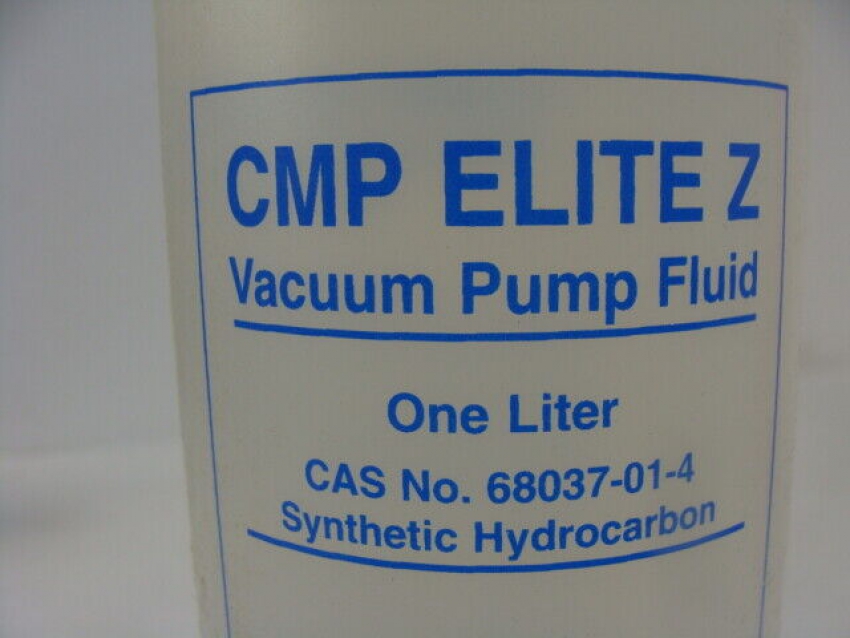 CMP ELITE Z
Vacuum Pump Fluid
One Liter
CAS No. 68037-01-4
Synthetic Hydrocarbon